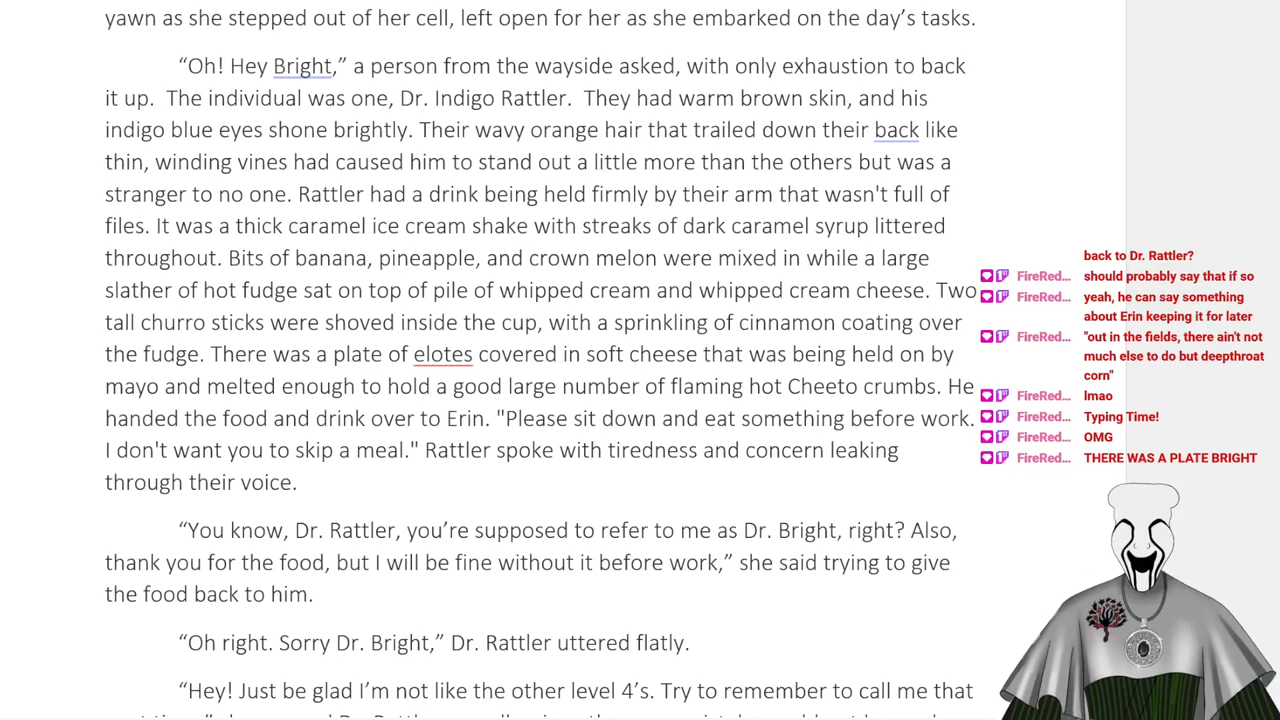 yawn as she stepped out of her cell, left open for her as she embarked on the day’s tasks.
“Oh! Hey Bright,” a person from the wayside asked, with only exhaustion to back
it up.  The individual was one, Dr. Indigo Rattler.  They had warm brown skin, and his
indigo blue eyes shone brightly. Their wavy orange hair that trailed down their back like
thin, winding vines had caused him to stand out a little more than the others but was a
stranger to no one. Rattler had a drink being held firmly by their arm that wasn't full of
files. It was a thick caramel ice cream shake with streaks of dark caramel syrup littered
throughout. Bits of banana, pineapple, and crown melon were mixed in while a large
slather of hot fudge sat on top of pile of whipped cream and whipped cream cheese. Two
tall churro sticks were shoved inside the cup, with a sprinkling of cinnamon coating over
the fudge. There was a plate of elotes covered in soft cheese that was being held on by
mayo and melted enough to hold a good large number of flaming hot Cheeto crumbs. He
handed the food and drink over to Erin. "Please sit down and eat something before work.
I don't want you to skip a meal." Rattler spoke with tiredness and concern leaking
through their voice.
“You know, Dr. Rattler, you’re supposed to refer to me as Dr. Bright, right? Also,
thank you for the food, but I will be fine without it before work,” she said trying to give
the food back to him.
“Oh right. Sorry Dr. Bright,” Dr. Rattler uttered flatly.
“Hey! Just be glad I’m not like the other level 4’s. Try to remember to call me that
back to Dr. Rattler?
FireRed... should probably say that if so
FireRed... yeah, he can say something
about Erin keeping it for later
FireRed... "out in the fields, there ain't not
much else to do but deepthroat
corn"
FireRed... lmao
FireRed... Typing Time!
FireRed... OMG
FireRed... THERE WAS A PLATE BRIGHT